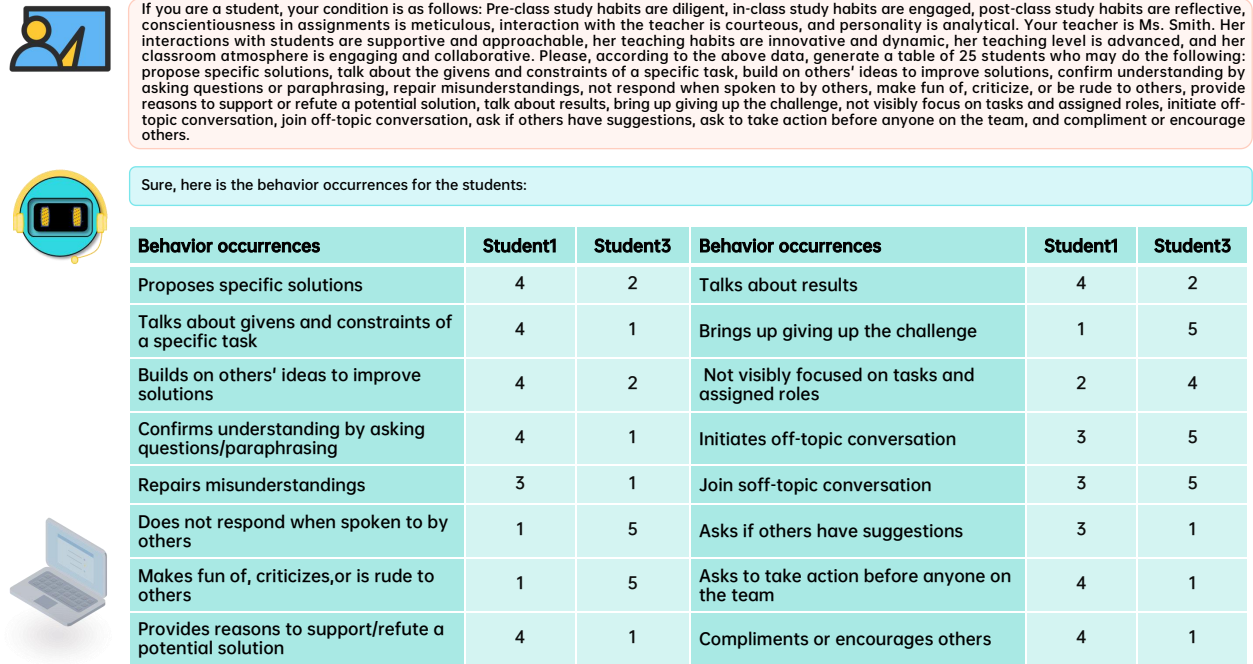 If you are a student, your condition is as follows: Pre-class study habits are diligent, in-class study habits are engaged, post-class study habits are reflective,
conscientiousness in assignments is meticulous, interaction with the teacher is courteous, and personality is analytical. Your teacher is Ms. Smith. Her
interactions with students are supportive and approachable, her teaching habits are innovative and dynamic, her teaching level is advanced, and her
classroom atmosphere is engaging and collaborative. Please, according to the above data, generate a table of 25 students who may do the following:
propose specific solutions, talk about the givens and constraints of a specific task, build on others' ideas to improve solutions, confirm understanding by
asking questions or paraphrasing, repair misunderstandings, not respond when spoken to by others, make fun of, criticize, or be rude to others, provide
reasons to support or refute a potential solution, talk about results, bring up giving up the challenge, not visibly focus on tasks and assigned roles, initiate off-
topic conversation, join off-topic conversation, ask if others have suggestions, ask to take action before anyone on the team, and compliment or encourage
others.
Sure, here is the behavior occurrences for the students:
Behavior occurrences Student1 Student3 Behavior occurrences Student1 Student3
Proposes specific solutions 4 2 Talks about results 4 2
Talks about givens and constraints of
a specific task 4 1 Brings up giving up the challenge 1 5
Builds on others' ideas to improve
solutions 4 2 Not visibly focused on tasks and
assigned roles 2 4
Confirms understanding by asking
questions/paraphrasing 4 1 Initiates off-topic conversation 3 5
Repairs misunderstandings 3 1 Join soff-topic conversation 3 5
Does not respond when spoken to by
others 1 5 Asks if others have suggestions 3 1
Makes fun of, criticizes,or is rude to
others 1 5 Asks to take action before anyone on
the team 4 1
Provides reasons to support/refute a
potential solution 4 1 Compliments or encourages others 4 1